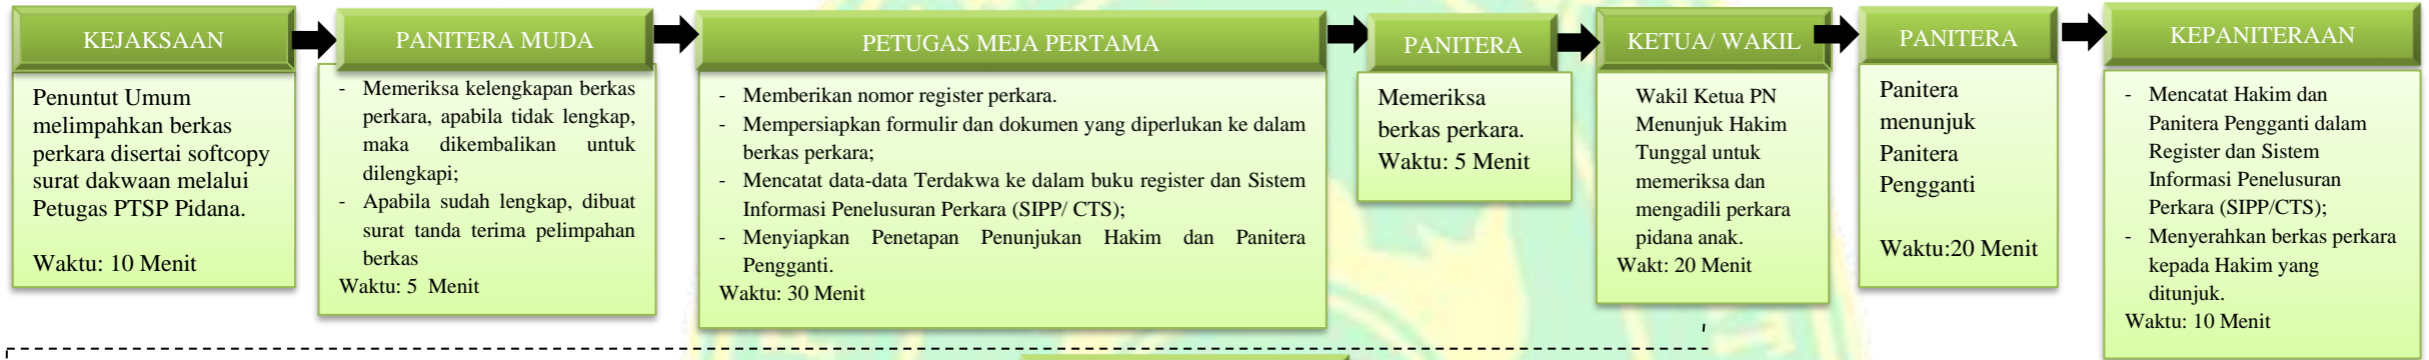 KEJAKSAAN
Penuntut Umum
melimpahkan berkas
perkara disertai softcopy
surat dakwaan melalui
Petugas PTSP Pidana.
Waktu: 10 Menit
PANITERA MUDA
- Memeriksa kelengkapan berkas
perkara, apabila tidak lengkap,
maka dikembalikan untuk
dilengkapi;
- Apabila sudah lengkap, dibuat
surat tanda terima pelimpahan
berkas
Waktu: 5 Menit
PETUGAS MEJA PERTAMA
- Memberikan nomor register perkara.
- Mempersiapkan formulir dan dokumen yang diperlukan ke dalam
berkas perkara;
- Mencatat data-data Terdakwa ke dalam buku register dan Sistem
Informasi Penelusuran Perkara (SIPP/ CTS);
- Menyiapkan Penetapan Penunjukan Hakim dan Panitera
Pengganti.
Waktu: 30 Menit
PANITERA
Memeriksa
berkas perkara.
Waktu: 5 Menit
KETUA/ WAKIL
Wakil Ketua PN
Menunjuk Hakim
Tunggal untuk
memeriksa dan
mengadili perkara
pidana anak.
Wakt: 20 Menit
PANITERA
Panitera
menunjuk
Panitera
Pengganti
Waktu:20 Menit
KEPANITERAAN
- Mencatat Hakim dan
Panitera Pengganti dalam
Register dan Sistem
Informasi Penelusuran
Perkara (SIPP/CTS);
- Menyerahkan berkas perkara
kepada Hakim yang
ditunjuk.
Waktu: 10 Menit